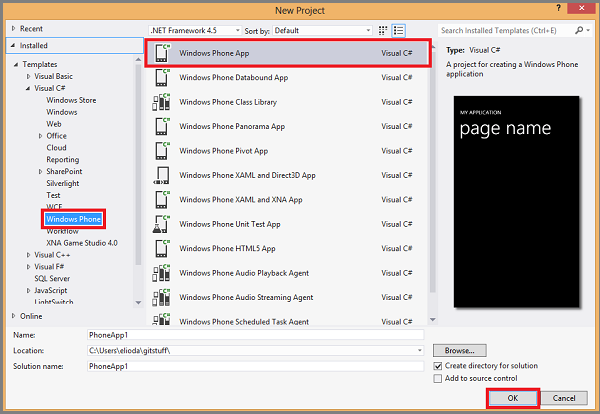 New Project
?
Recent
Installed
.NET Framework 4.5
Sort by:
Default
Search Installed Templates (Ctrl+E)
Templates
Visual Basic
Visual C#
Windows Store
Windows
Web
Office
Cloud
Reporting
SharePoint
Silverlight
Test
WCF
Windows Phone
Workflow
XNA Game Studio 4.0
Visual C++
Visual F#
SQL Server
JavaScript
LightSwitch
Online
Windows Phone App Visual C#
Windows Phone Databound App Visual C#
Windows Phone Class Library Visual C#
Windows Phone Panorama App Visual C#
Windows Phone Pivot App Visual C#
Windows Phone XAML and Direct3D App Visual C#
Windows Phone XAML and XNA App Visual C#
Windows Phone Unit Test App Visual C#
Windows Phone HTML5 App Visual C#
Windows Phone Audio Playback Agent Visual C#
Windows Phone Audio Streaming Agent Visual C#
Windows Phone Scheduled Task Agent Visual C#
Type: Visual C#
A project for creating a Windows Phone
application
MY APPLICATION
page name
Name: PhoneApp1
Location: C:\Users\elioda\gitstuff\
Browse...
Solution name: PhoneApp1
Create directory for solution
Add to source control
OK
Cancel